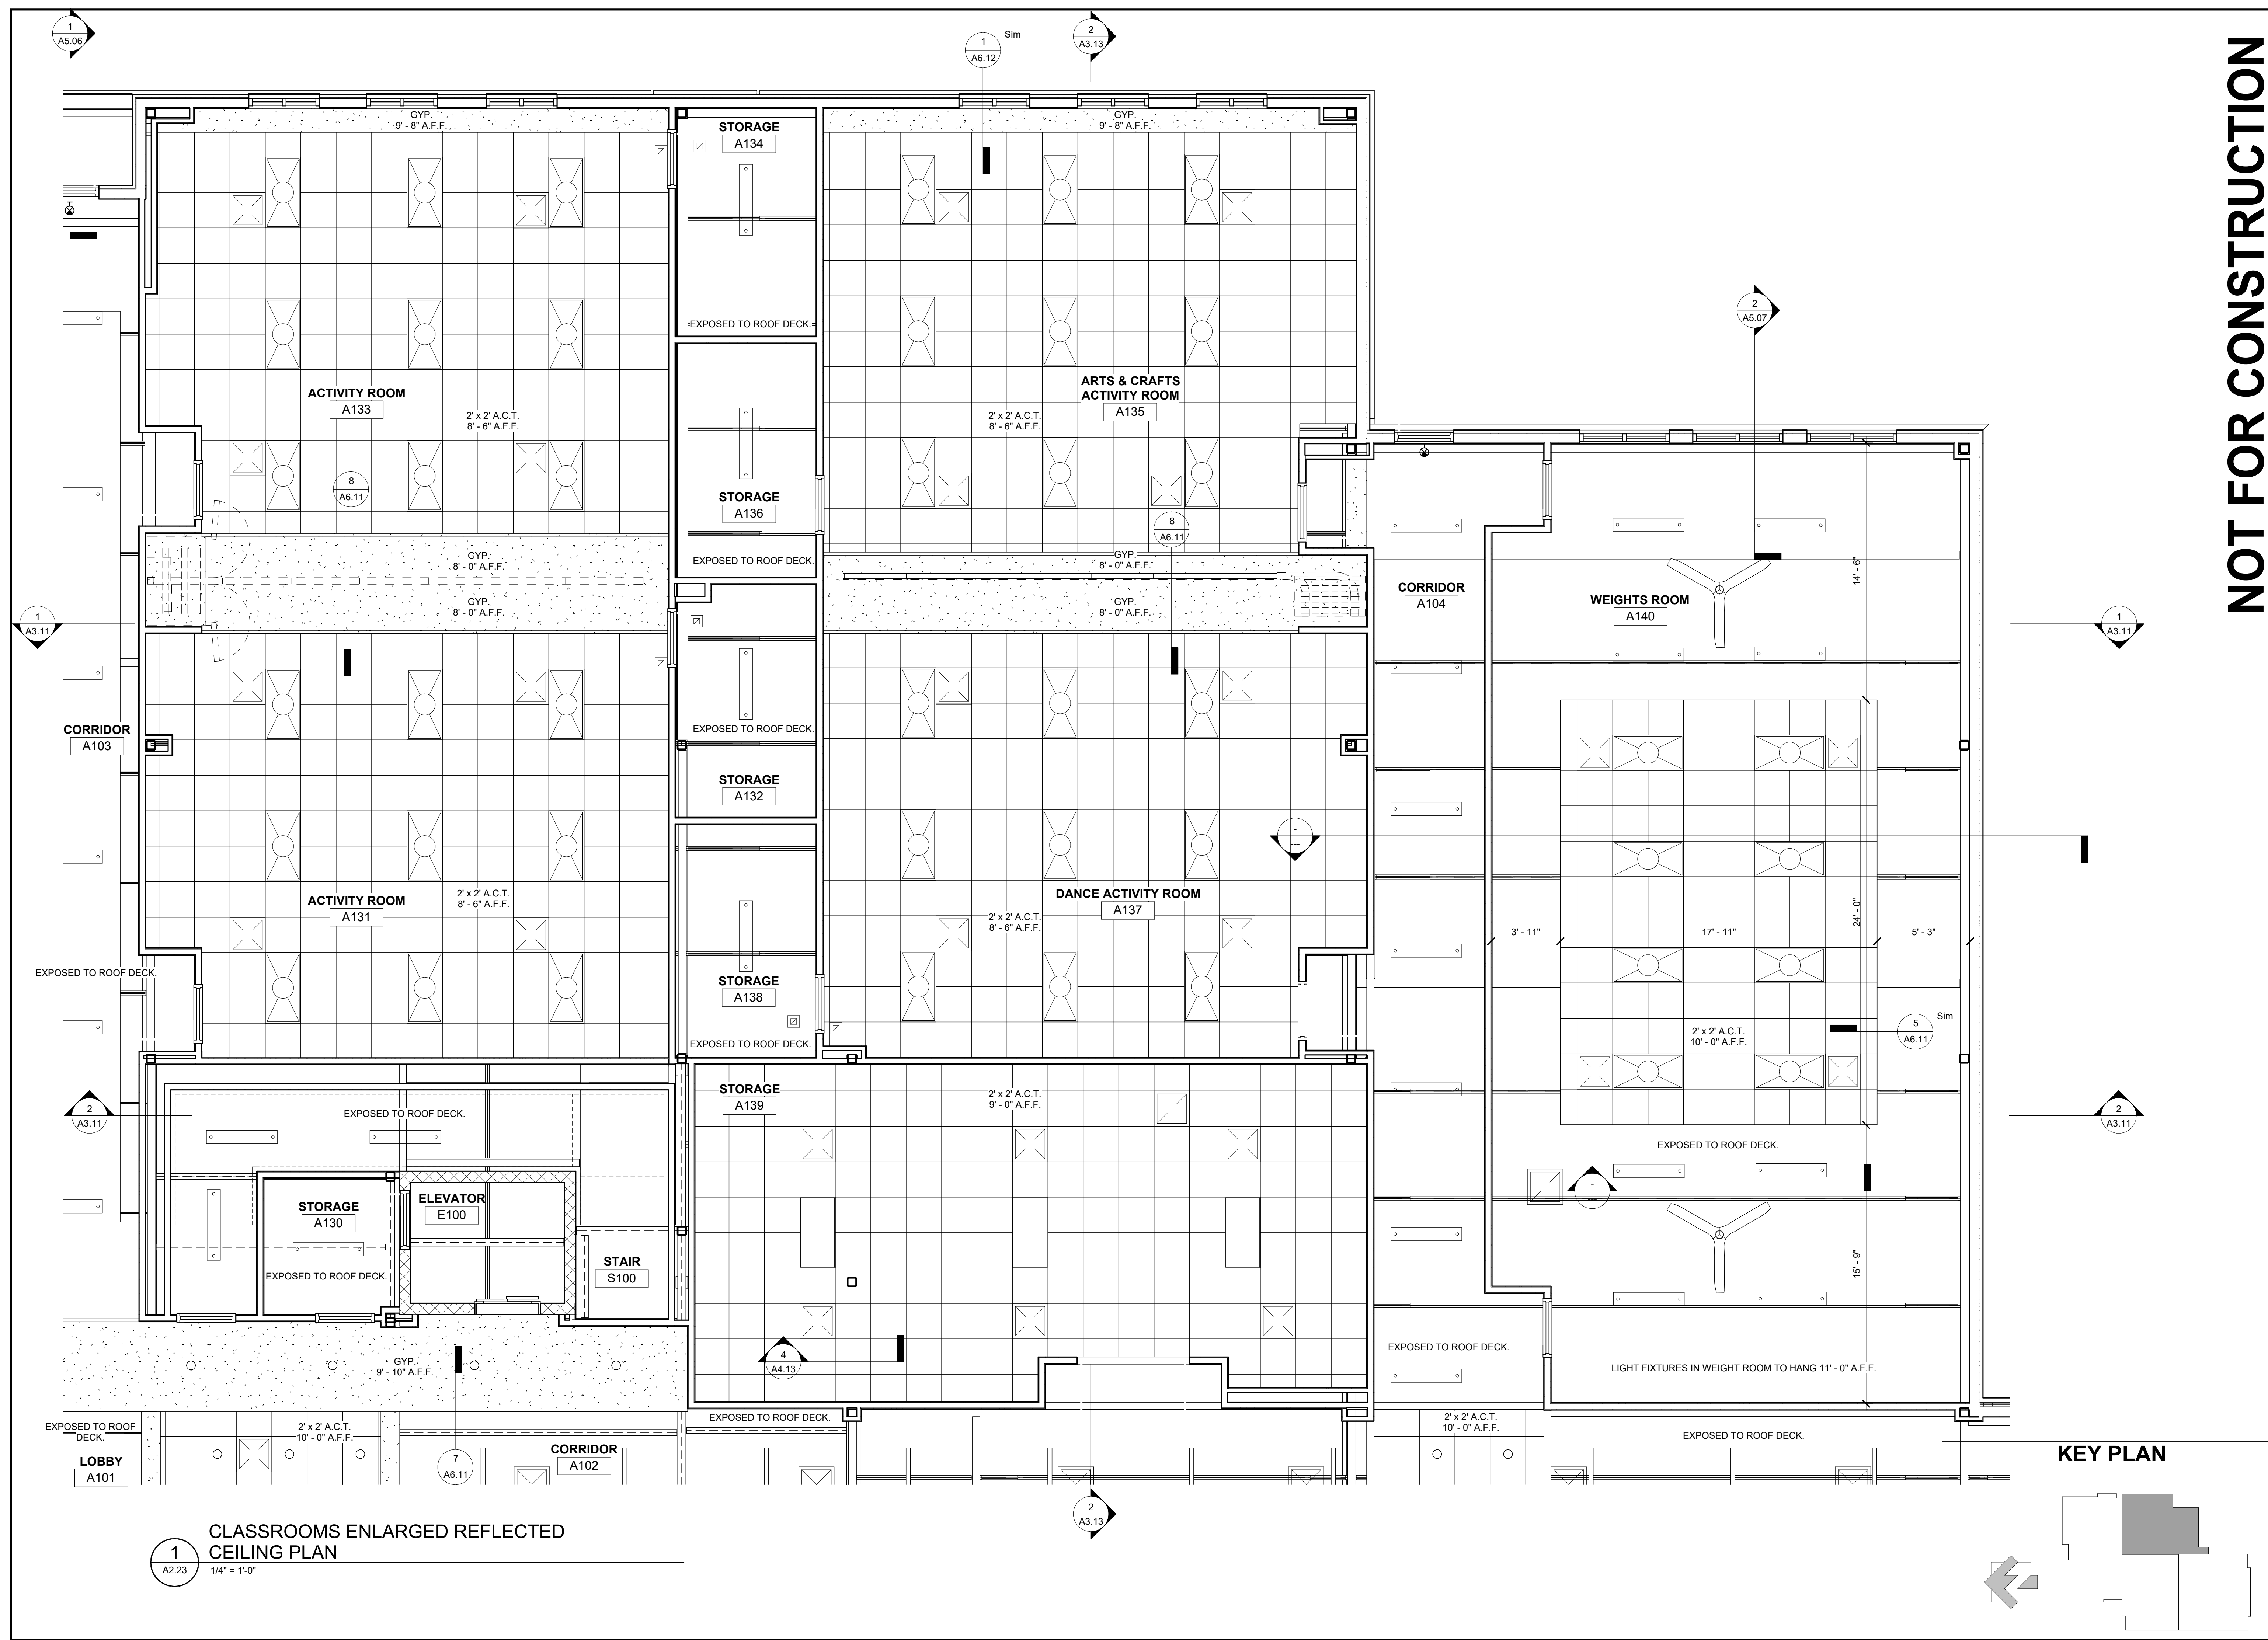 1
A5.06
1
A6.12
Sim
2
A3.13
NOT FOR CONSTRUCTION
GYP.
9' - 8" A.F.F.
STORAGE
A134
GYP.
9' - 8" A.F.F.
2
A5.07
EXPOSED TO ROOF DECK.
ACTIVITY ROOM
A133
2' x 2' A.C.T.
8' - 6" A.F.F.
ARTS & CRAFTS
ACTIVITY ROOM
A135
2' x 2' A.C.T.
8' - 6" A.F.F.
8
A6.11
STORAGE
A136
8
A6.11
EXPOSED TO ROOF DECK.
GYP.
8' - 0" A.F.F.
GYP.
8' - 0" A.F.F.
GYP.
8' - 0" A.F.F.
GYP.
8' - 0" A.F.F.
CORRIDOR
A104
WEIGHTS ROOM
A140
14' - 6"
1
A3.11
1
A3.11
CORRIDOR
A103
EXPOSED TO ROOF DECK.
STORAGE
A132
-
---
ACTIVITY ROOM
A131
2' x 2' A.C.T.
8' - 6" A.F.F.
DANCE ACTIVITY ROOM
A137
2' x 2' A.C.T.
8' - 6" A.F.F.
3' - 11"
17' - 11"
24' - 0"
5' - 3"
EXPOSED TO ROOF DECK.
STORAGE
A138
EXPOSED TO ROOF DECK.
2' x 2' A.C.T.
10' - 0" A.F.F.
5
A6.11
Sim
2
A3.11
EXPOSED TO ROOF DECK.
STORAGE
A139
2' x 2' A.C.T.
9' - 0" A.F.F.
2
A3.11
EXPOSED TO ROOF DECK.
-
---
STORAGE
A130
EXPOSED TO ROOF DECK.
ELEVATOR
E100
STAIR
S100
15' - 9"
GYP.
9' - 10" A.F.F.
4
A4.13
EXPOSED TO ROOF DECK.
LIGHT FIXTURES IN WEIGHT ROOM TO HANG 11' - 0" A.F.F.
EXPOSED TO ROOF
DECK.
2' x 2' A.C.T.
10' - 0" A.F.F.
EXPOSED TO ROOF DECK.
2' x 2' A.C.T.
10' - 0" A.F.F.
EXPOSED TO ROOF DECK.
LOBBY
A101
7
A6.11
CORRIDOR
A102
KEY PLAN
2
A3.13
1
A2.23
CLASSROOMS ENLARGED REFLECTED
CEILING PLAN
1/4" = 1'-0"